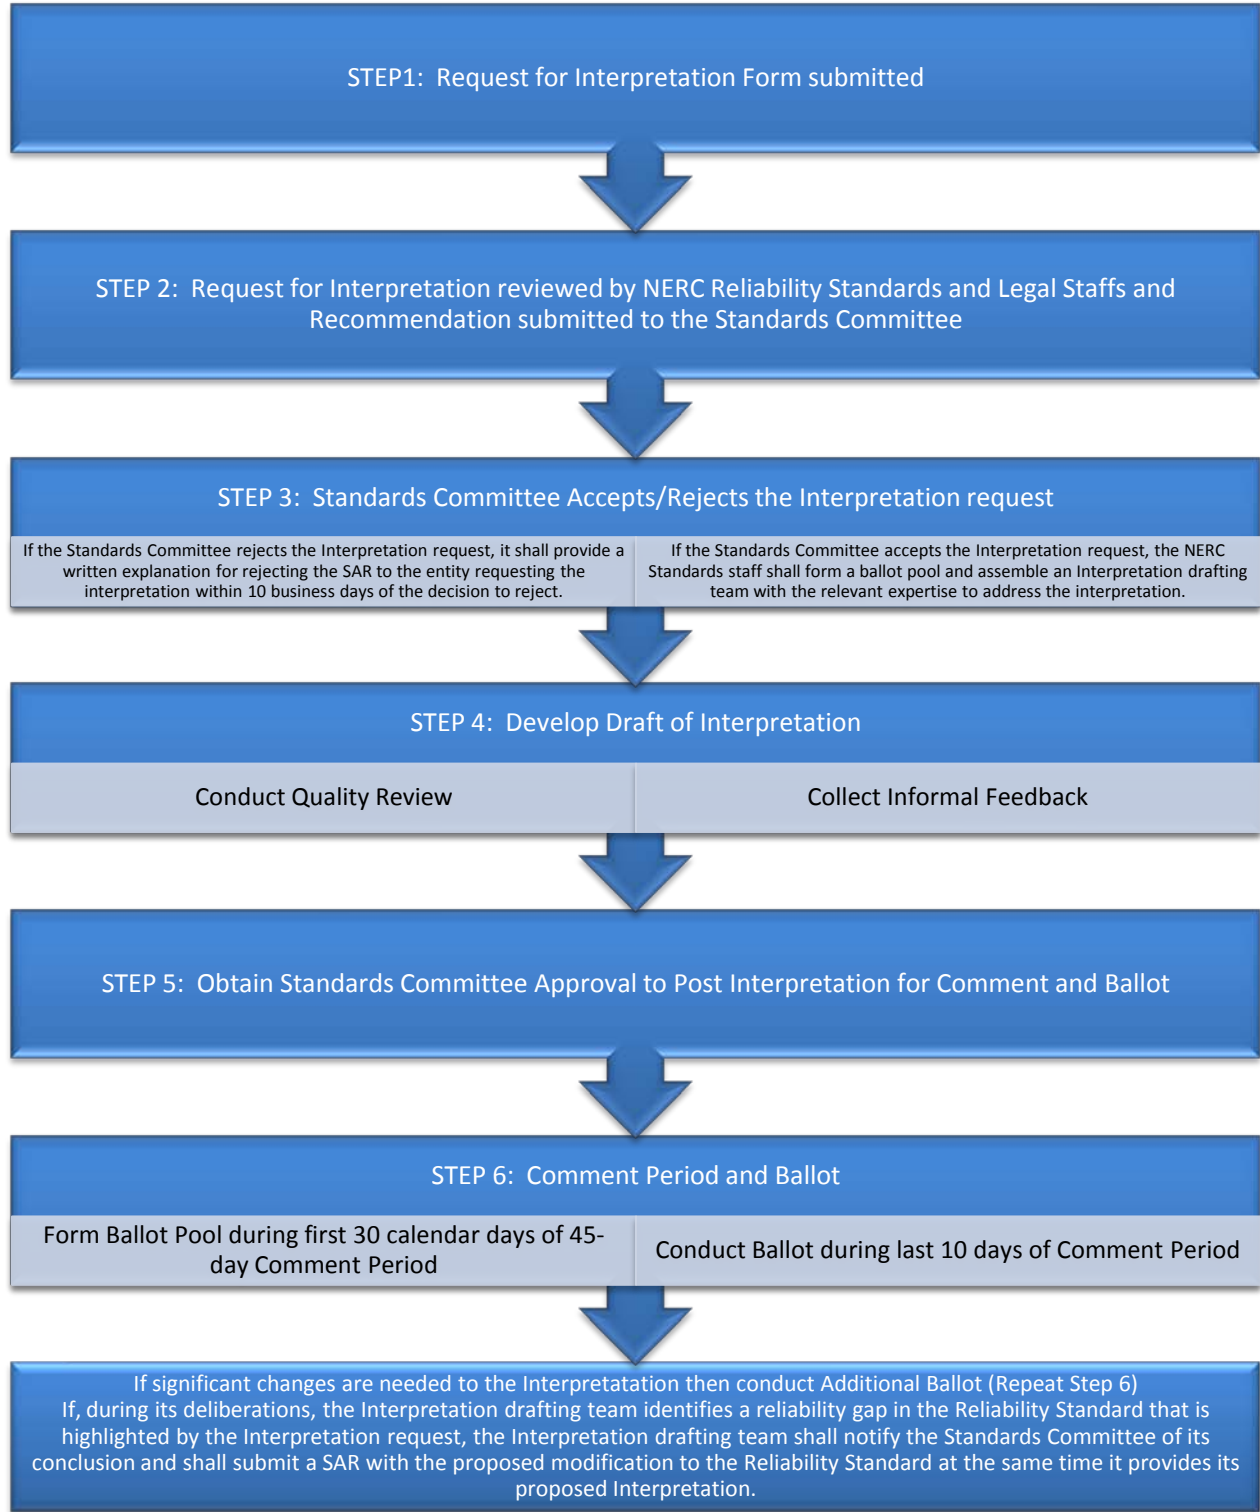 STEP1:  Request for Interpretation Form submitted
STEP 2:  Request for Interpretation reviewed by NERC Reliability Standards and Legal Staffs and
Recommendation submitted to the Standards Committee
STEP 3:  Standards Committee Accepts/Rejects the Interpretation request
If the Standards Committee rejects the Interpretation request, it shall provide a
written explanation for rejecting the SAR to the entity requesting the
interpretation within 10 business days of the decision to reject.
If the Standards Committee accepts the Interpretation request, the NERC
Standards staff shall form a ballot pool and assemble an Interpretation drafting
team with the relevant expertise to address the interpretation.
STEP 4:  Develop Draft of Interpretation
Conduct Quality Review
Collect Informal Feedback
STEP 5:  Obtain Standards Committee Approval to Post Interpretation for Comment and Ballot
STEP 6:  Comment Period and Ballot
Form Ballot Pool during first 30 calendar days of 45-
day Comment Period
Conduct Ballot during last 10 days of Comment Period
If significant changes are needed to the Interpretatation then conduct Additional Ballot (Repeat Step 6)
If, during its deliberations, the Interpretation drafting team identifies a reliability gap in the Reliability Standard that is
highlighted by the Interpretation request, the Interpretation drafting team shall notify the Standards Committee of its
conclusion and shall submit a SAR with the proposed modification to the Reliability Standard at the same time it provides its
proposed Interpretation.